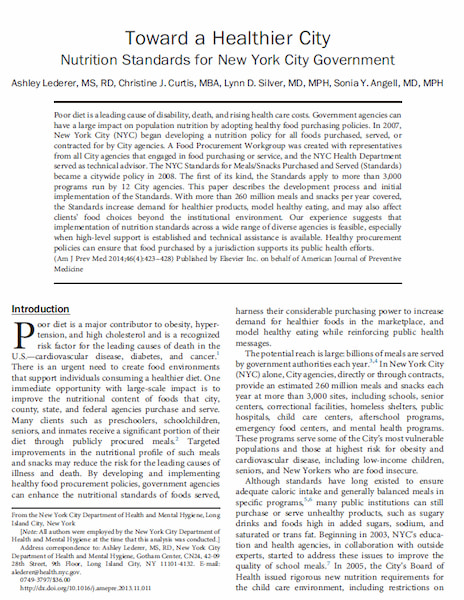 Toward a Healthier City
Nutrition Standards for New York City Government
Ashley Lederer, MS, RD, Christine J. Curtis, MBA, Lynn D. Silver, MD, MPH, Sonia Y. Angell, MD, MPH
Poor diet is a leading cause of disability, death, and rising health care costs. Government agencies can
have a large impact on population nutrition by adopting healthy food purchasing policies. In 2007,
New York City (NYC) began developing a nutrition policy for all foods purchased, served, or
contracted for by City agencies. A Food Procurement Workgroup was created with representatives
from all City agencies that engaged in food purchasing or service, and the NYC Health Department
served as technical advisor. The NYC Standards for Meals/Snacks Purchased and Served (Standards)
became a citywide policy in 2008. The first of its kind, the Standards apply to more than 3,000
programs run by 12 City agencies. This paper describes the development process and initial
implementation of the Standards. With more than 260 million meals and snacks per year covered,
the Standards increase demand for healthier products, model healthy eating, and may also affect
clients' food choices beyond the institutional environment. Our experience suggests that
implementation of nutrition standards across a wide range of diverse agencies is feasible, especially
when high-level support is established and technical assistance is available. Healthy procurement
policies can ensure that food purchased by a jurisdiction supports its public health efforts.
(Am J Prev Med 2014;46(4):423–428) Published by Elsevier Inc. on behalf of American Journal of Preventive
Medicine
Introduction
Poor diet is a major contributor to obesity, hyper-
tension, and high cholesterol and is a recognized
risk factor for the leading causes of death in the
U.S.—cardiovascular disease, diabetes, and cancer.1
There is an urgent need to create food environments
that support individuals consuming a healthier diet. One
immediate opportunity with large-scale impact is to
improve the nutritional content of foods that city,
county, state, and federal agencies purchase and serve.
Many clients such as preschoolers, schoolchildren,
seniors, and inmates receive a significant portion of their
diet through publicly procured meals.2 Targeted
improvements in the nutritional profile of such meals
and snacks may reduce the risk for the leading causes of
illness and death. By developing and implementing
healthy food procurement policies, government agencies
can enhance the nutritional standards of foods served,
From the New York City Department of Health and Mental Hygiene, Long
Island City, New York
[Note: All authors were employed by the New York City Department of
Health and Mental Hygiene at the time that this analysis was conducted.]
Address correspondence to: Ashley Lederer, MS, RD, New York City
Department of Health and Mental Hygiene, Gotham Center, CN24, 42-09
28th Street, 9th Floor, Long Island City, NY 11101-4132. E-mail:
alederer@health.nyc.gov.
0749-3797/$36.00
http://dx.doi.org/10.1016/j.amepre.2013.11.011
harness their considerable purchasing power to increase
demand for healthier foods in the marketplace, and
model healthy eating while reinforcing public health
messages.
The potential reach is large: billions of meals are served
by government authorities each year.3,4 In New York City
(NYC) alone, City agencies, directly or through contracts,
provide an estimated 260 million meals and snacks each
year at more than 3,000 sites, including schools, senior
centers, correctional facilities, homeless shelters, public
hospitals, child care centers, afterschool programs,
emergency food centers, and mental health programs.
These programs serve some of the City's most vulnerable
populations and those at highest risk for obesity and
cardiovascular disease, including low-income children,
seniors, and New Yorkers who are food insecure.
Although standards have long existed to ensure
adequate caloric intake and generally balanced meals in
specific programs,5,6 many public institutions can still
purchase or serve unhealthy products, such as sugary
drinks and foods high in added sugars, sodium, and
saturated or trans fat. Beginning in 2003, NYC's educa-
tion and health agencies, in collaboration with outside
experts, started to address these issues to improve the
quality of school meals.7 In 2005, the City's Board of
Health issued rigorous new nutrition requirements for
the child care environment, including restrictions on